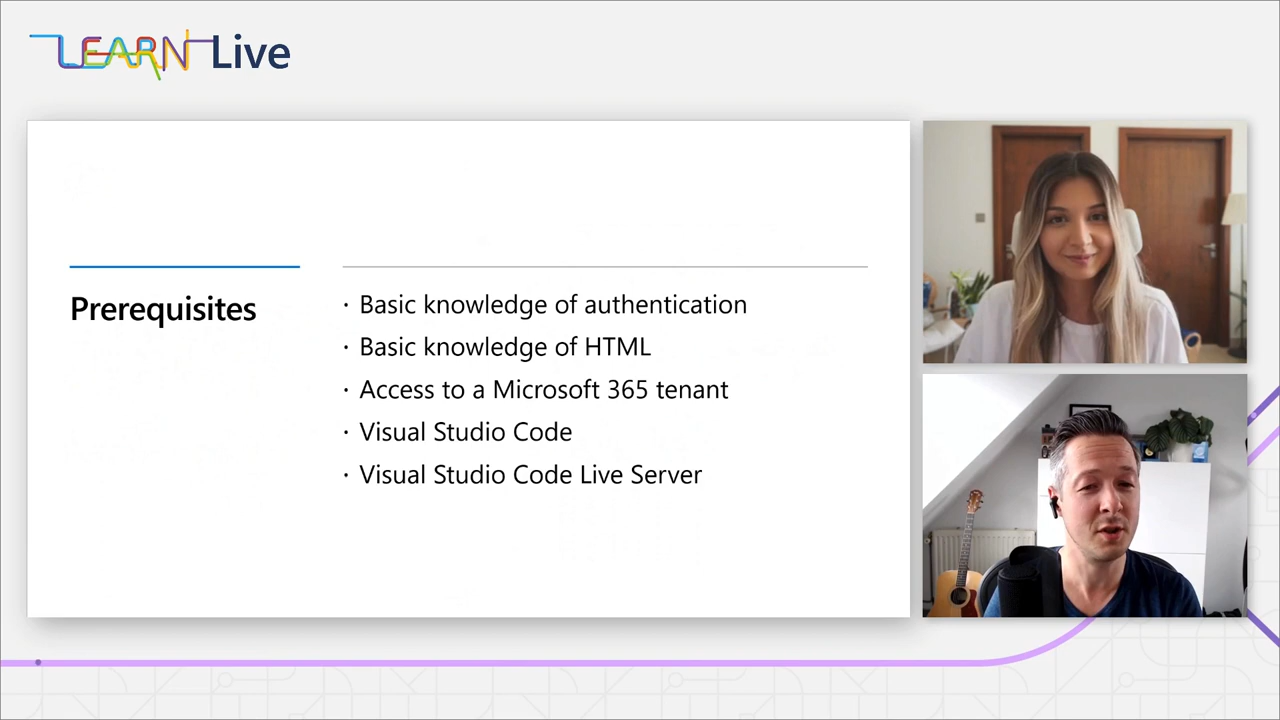 LEARN Live
Prerequisites
· Basic knowledge of authentication
· Basic knowledge of HTML
· Access to a Microsoft 365 tenant
· Visual Studio Code
· Visual Studio Code Live Server